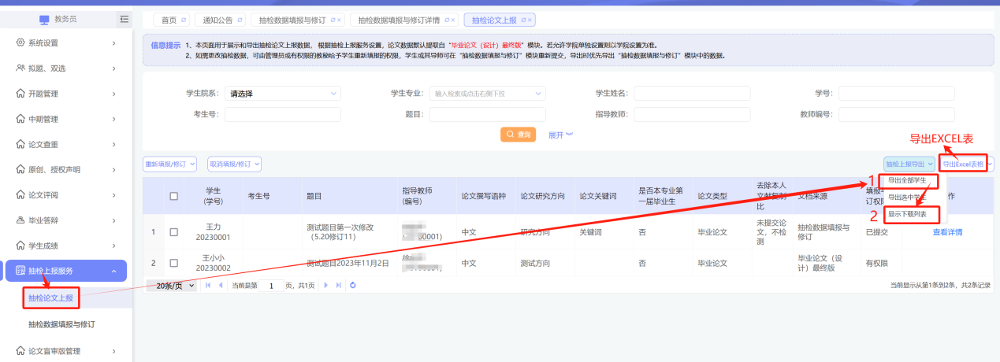 教务员
首页
通知公告
抽检数据填报与修订
抽检数据填报与修订详情
抽检论文上报
系统设置
拟题、双选
开题管理
中期管理
论文查重
原创、授权声明
论文评阅
毕业答辩
学生成绩
抽检上报服务
抽检论文上报
抽检数据填报与修订
论文盲审版管理
信息提示 1、本页面用于展示和导出抽检论文上报数据, 根据抽检上报服务设置, 论文数据默认提取自“毕业论文（设计）最终版”模块。若允许学院单独设置则以学院设置为准。
2、如需更改抽检数据, 可由管理员或有权限的教秘给予学生重新填报的权限, 学生或其导师可在“抽检数据填报与修订”模块重新提交, 导出时优先导出“抽检数据填报与修订”模块中的数据。
学生院系: 请选择
学生专业: 输入检索或点击右侧下拉
学生姓名:
学号:
考生号:
题目:
指导教师:
教师编号:
查询
展开
导出EXCEL表
重新填报/修订
取消填报/修订
抽检上报导出
导出Excel表格
1 导出全部学生
导出选中学生
2 显示下载列表
学生（学号）
考生号
题目
指导教师（编号）
论文撰写语种
论文研究方向
论文关键词
是否本专业第一届毕业生
论文类型
去除本人文献复制比
文档来源
填报
订权
作
1
王力
20230001
测试题目第一次修改（5.20修订11）
0001)
中文
研究方向
关键词
否
毕业论文
未提交论文，不检测
抽检数据填报与修订
已提交
查看详情
2
王小小
20230002
测试题目2023年11月2日
中文
测试方向
否
毕业论文
毕业论文（设计）最终版
有权限
20条/页
当前是第 1 页, 共1页
当前显示从第1条到2条, 共2条记录